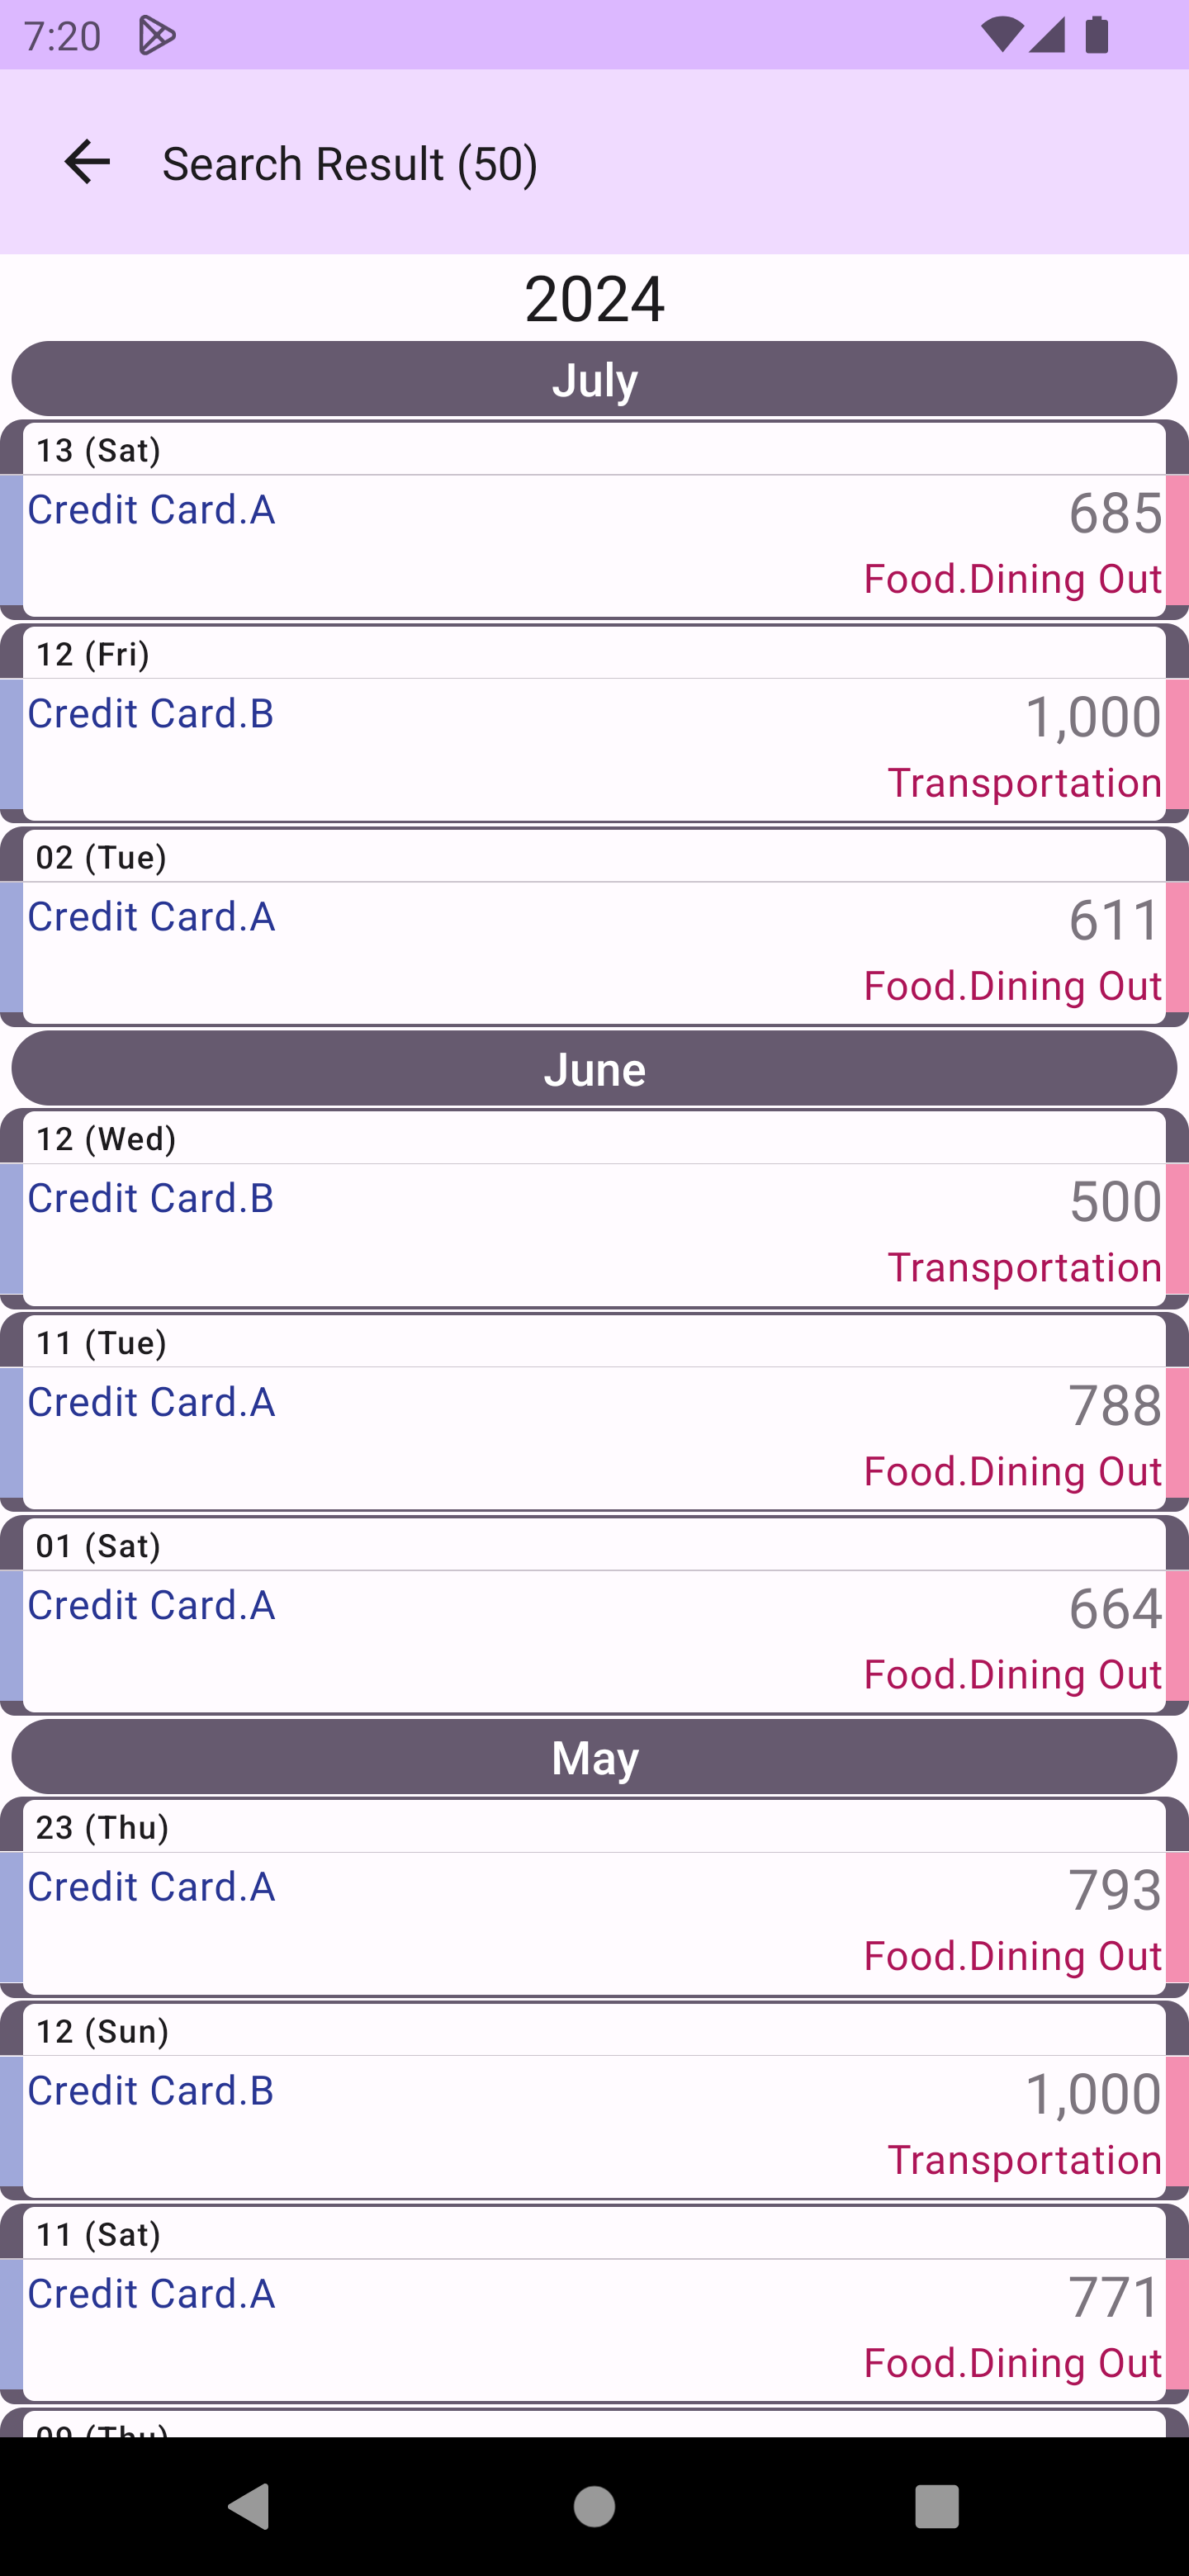 7:20
Search Result (50)
2024
July
13 (Sat)
Credit Card.A
685
Food.Dining Out
12 (Fri)
Credit Card.B
1,000
Transportation
02 (Tue)
Credit Card.A
611
Food.Dining Out
June
12 (Wed)
Credit Card.B
500
Transportation
11 (Tue)
Credit Card.A
788
Food.Dining Out
01 (Sat)
Credit Card.A
664
Food.Dining Out
May
23 (Thu)
Credit Card.A
793
Food.Dining Out
12 (Sun)
Credit Card.B
1,000
Transportation
11 (Sat)
Credit Card.A
771
Food.Dining Out
09 (Thu)